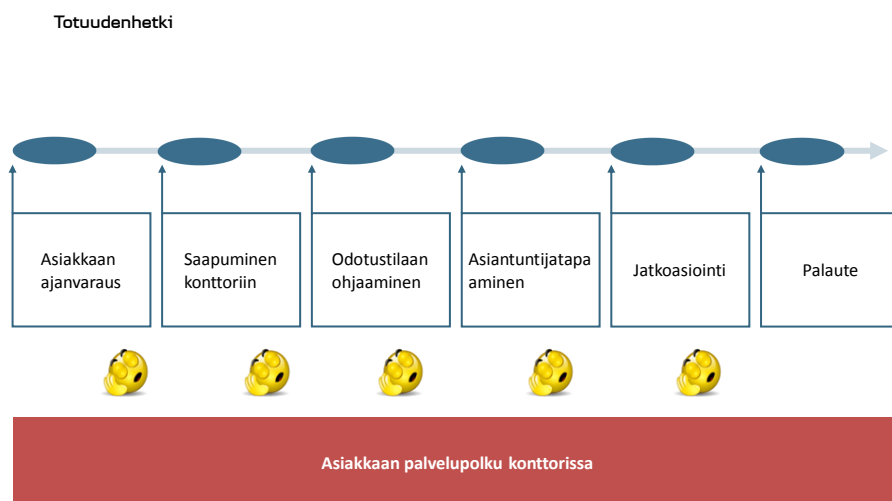 Totuudenhetki
Asiakkaan
ajanvaraus
Saapuminen
konttoriin
Odotustilaan
ohjaaminen
Asiantuntijatapa
aminen
Jatkoasiointi
Palaute
Asiakkaan palvelupolku konttorissa